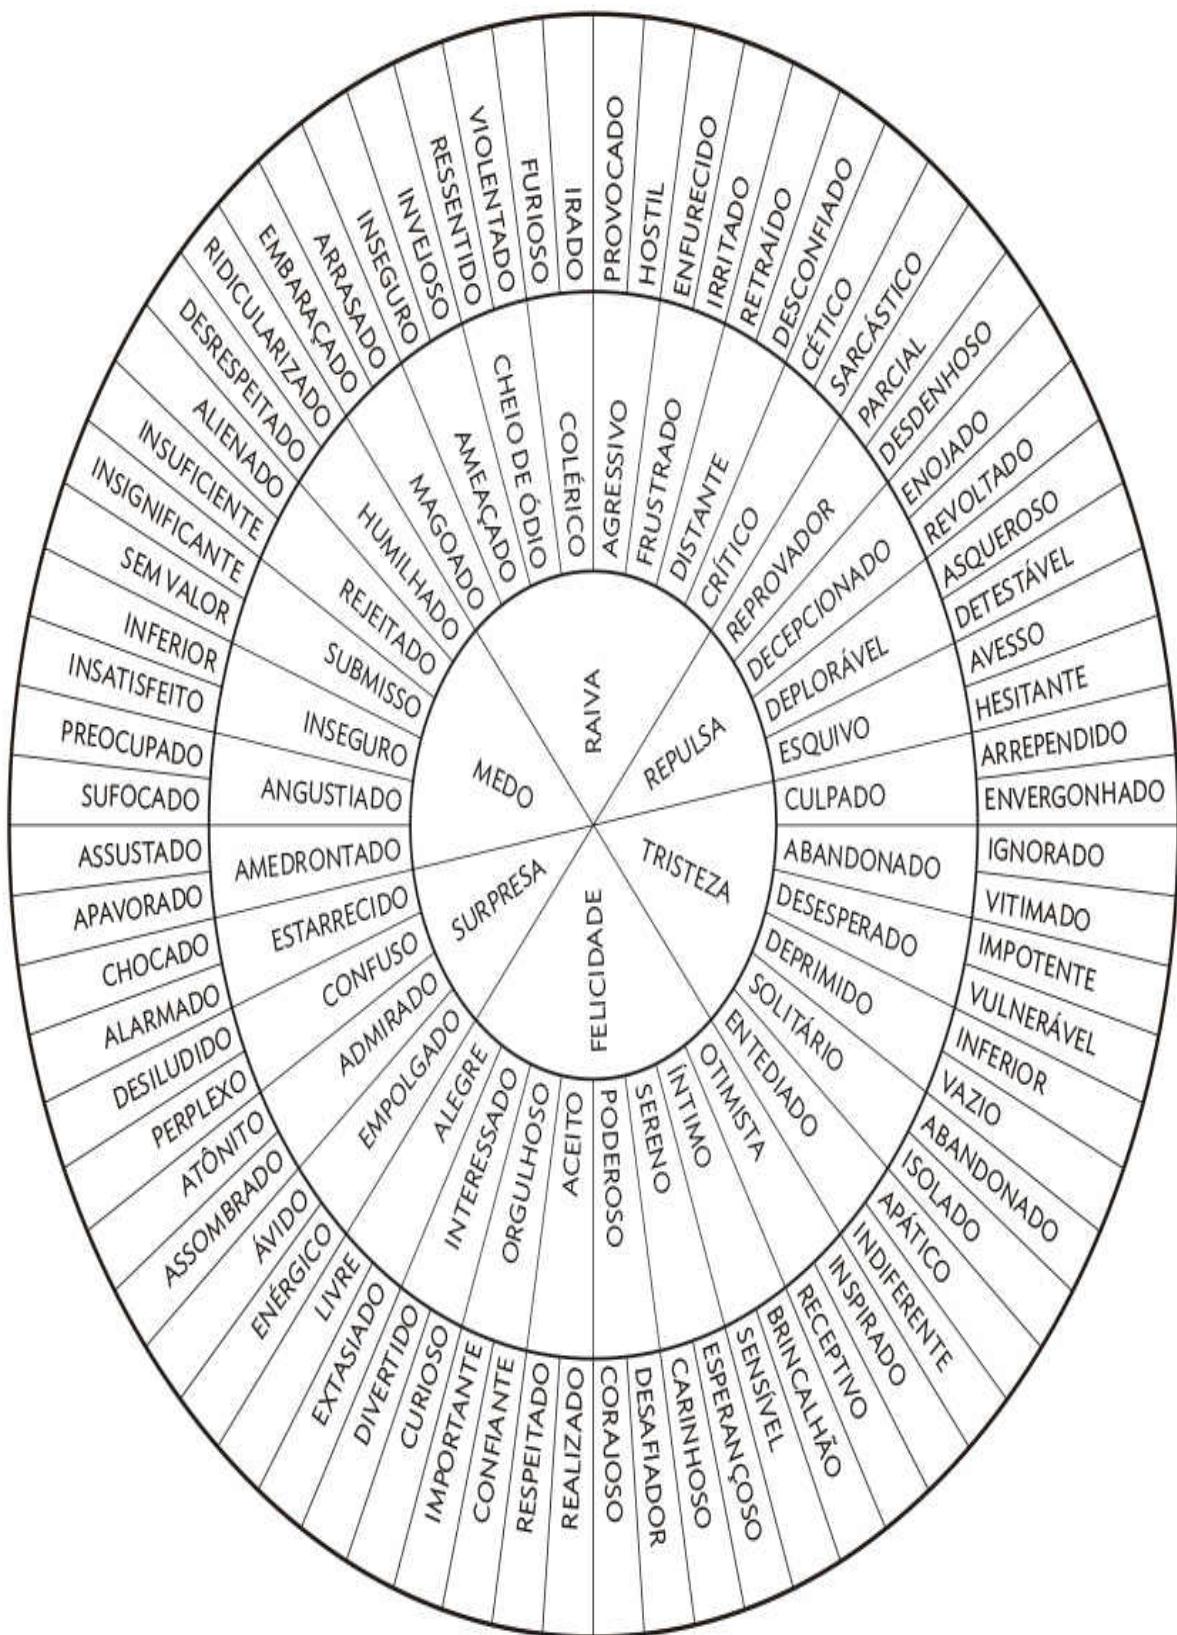 RAIVA
REPULSA
TRISTEZA
FELICIDADE
SURPRESA
MEDO
AGRESSIVO
FRUSTRADO
DISTANTE
CRÍTICO
REPROVADOR
DECEPCIONADO
DEPLORÁVEL
ESQUIVO
CULPADO
ABANDONADO
DESESPERADO
DEPRIMIDO
SOLITÁRIO
ENTEDIADO
OTIMISTA
ÍNTIMO
SERENO
PODEROSO
ACEITO
ORGULHOSO
INTERESSADO
ALEGRE
EMPOLGADO
ADMIRADO
CONFUSO
ESTARRECIDO
AMEDRONTADO
ANGUSTIADO
INSEGURO
SUBMISSO
REJEITADO
HUMILHADO
MAGOADO
AMEAÇADO
CHEIO DE ÓDIO
COLÉRICO
PROVOCADO
HOSTIL
ENFURECIDO
IRRITADO
RETRAÍDO
DESCONFIADO
CÉTICO
SARCÁSTICO
PARCIAL
DESDENHOSO
ENOJADO
REVOLTADO
ASQUEROSO
DETESTÁVEL
AVESSO
HESITANTE
ARREPENDIDO
ENVERGONHADO
IGNORADO
VITIMADO
IMPOTENTE
VULNERÁVEL
INFERIOR
VAZIO
ABANDONADO
ISOLADO
APÁTICO
INDIFERENTE
INSPIRADO
RECEPTIVO
BRINCALHÃO
SENSÍVEL
ESPERANÇOSO
CARINHOSO
DESAFIADOR
CORAJOSO
REALIZADO
RESPEITADO
CONFIANTE
IMPORTANTE
CURIOSO
DIVERTIDO
EXTASIADO
LIVRE
ENÉRGICO
ÁVIDO
ASSOMBRADO
ATÔNITO
PERPLEXO
DESILUDIDO
ALARMADO
CHOCADO
APAVORADO
ASSUSTADO
SUFOCADO
PREOCUPADO
INSATISFEITO
INFERIOR
SEM VALOR
INSIGNIFICANTE
INSUFICIENTE
ALIENADO
DESRESPEITADO
RIDICULARIZADO
EMBARAÇADO
ARRASADO
INSEGURO
INVEJOSO
RESSENTIDO
VIOLENTADO
FURIOSO
IRADO